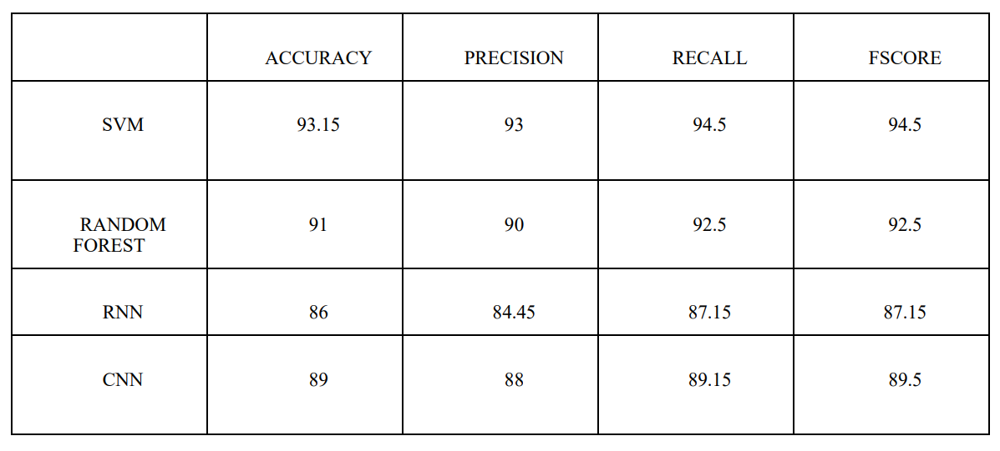 ACCURACY PRECISION RECALL FSCORE
SVM 93.15 93 94.5 94.5
RANDOM 91 90 92.5 92.5
FOREST
RNN 86 84.45 87.15 87.15
CNN 89 88 89.15 89.5